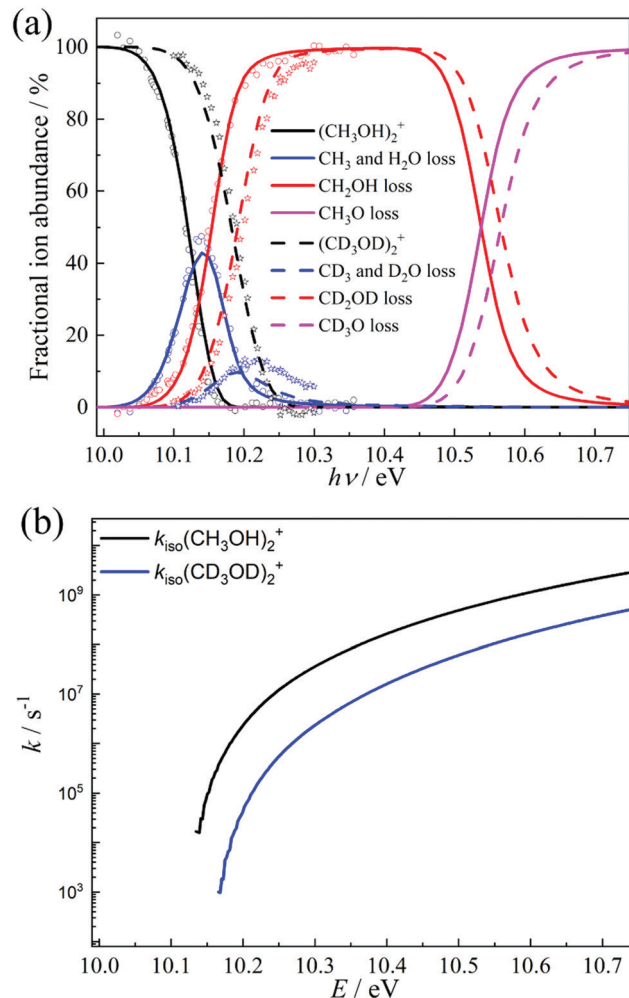 (a)
100
80
60
40
20
0
Fractional ion abundance / %
(CH₃OH)₂⁺
CH₃ and H₂O loss
CH₂OH loss
CH₃O loss
(CD₃OD)₂⁺
CD₃ and D₂O loss
CD₂OD loss
CD₃O loss
10.0 10.1 10.2 10.3 10.4 10.5 10.6 10.7
hν / eV
(b)
k_iso(CH₃OH)₂⁺
k_iso(CD₃OD)₂⁺
10⁹
10⁷
10⁵
10³
k / s⁻¹
10.0 10.1 10.2 10.3 10.4 10.5 10.6 10.7
E / eV